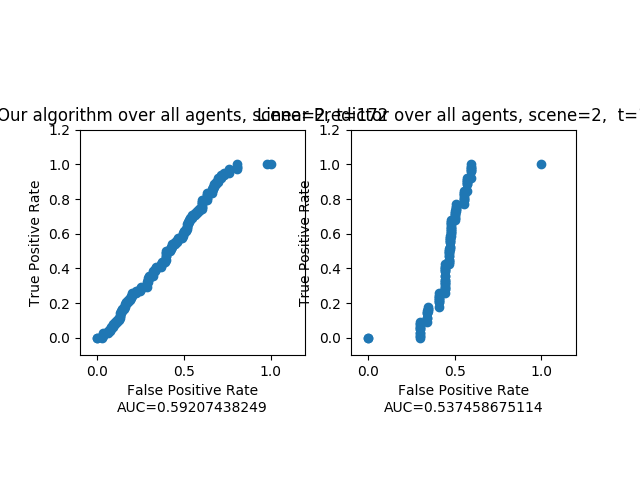 Our algorithm over all agents, scene=2, t=172
Linear Predictor over all agents, scene=2, t=
True Positive Rate
1.2
1.0
0.8
0.6
0.4
0.2
0.0
0.0 0.5 1.0
False Positive Rate
AUC=0.59207438249
True Positive Rate
1.2
1.0
0.8
0.6
0.4
0.2
0.0
0.0 0.5 1.0
False Positive Rate
AUC=0.537458675114